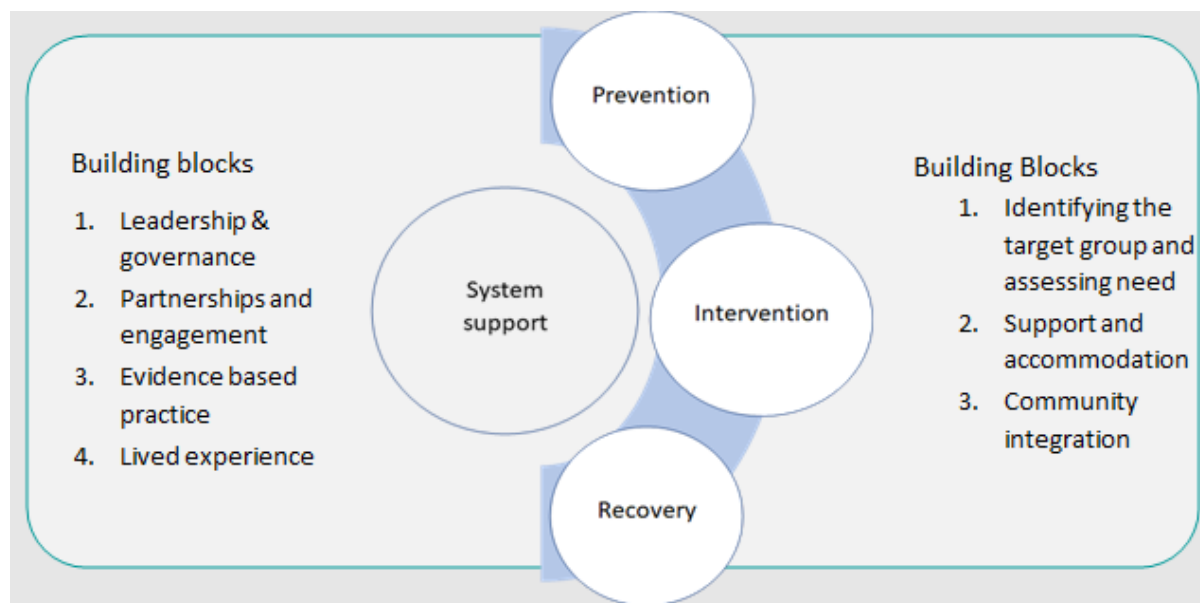 Building blocks
1. Leadership &
governance
2. Partnerships and
engagement
3. Evidence based
practice
4. Lived experience
System
support
Prevention
Intervention
Recovery
Building Blocks
1. Identifying the
target group and
assessing need
2. Support and
accommodation
3. Community
integration